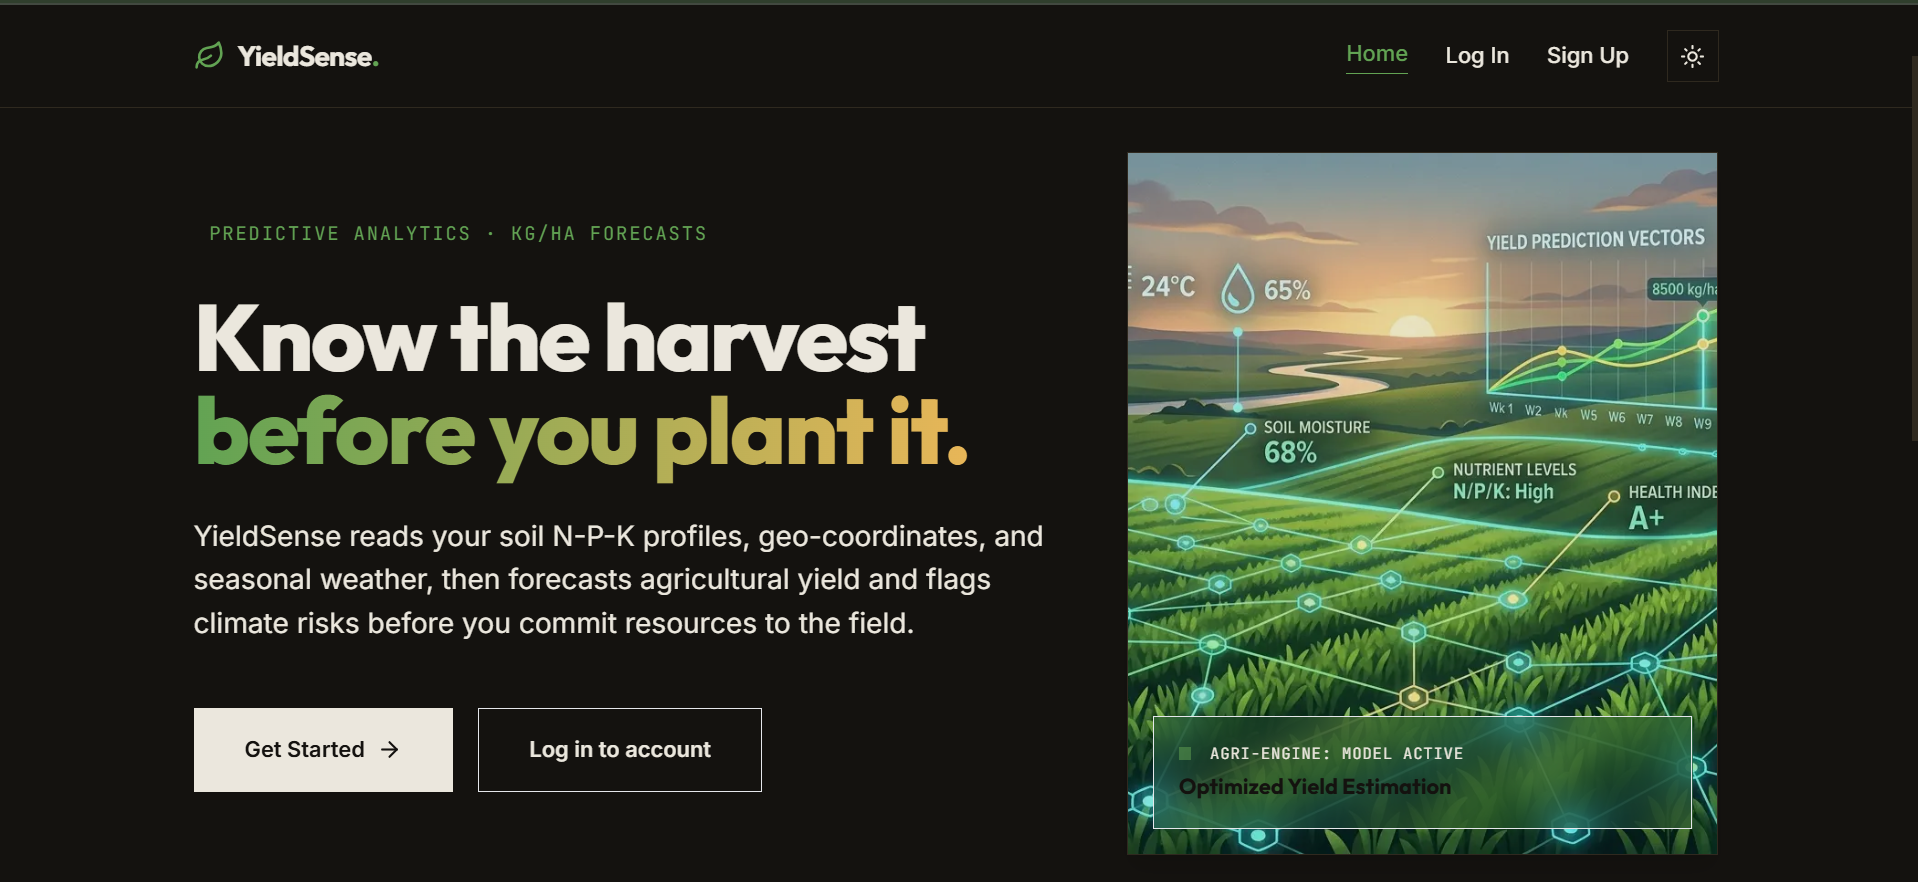 YieldSense.
Home Log In Sign Up
PREDICTIVE ANALYTICS · KG/HA FORECASTS
Know the harvest
before you plant it.
YieldSense reads your soil N-P-K profiles, geo-coordinates, and
seasonal weather, then forecasts agricultural yield and flags
climate risks before you commit resources to the field.
Get Started →
Log in to account
24°C
65%
YIELD PREDICTION VECTORS
8500 kg/ha
Wk 1 W2 Wk W5 W6 W7 W8 W9
SOIL MOISTURE
68%
NUTRIENT LEVELS
N/P/K: High
HEALTH INDE
A+
AGRI-ENGINE: MODEL ACTIVE
Optimized Yield Estimation